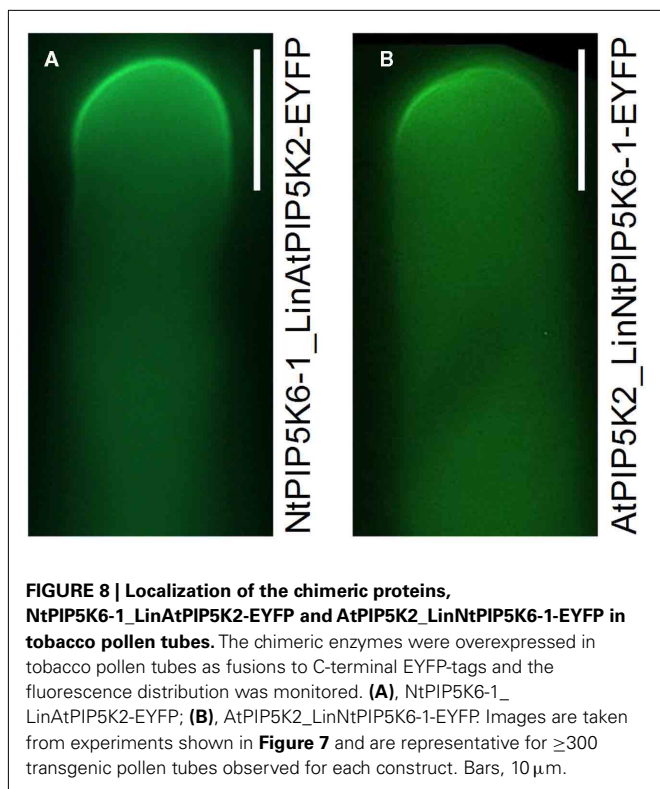 A
NtPIP5K6-1_LinAtPIP5K2-EYFP
B
AtPIP5K2_LinNtPIP5K6-1-EYFP
FIGURE 8 | Localization of the chimeric proteins,
NtPIP5K6-1_LinAtPIP5K2-EYFP and AtPIP5K2_LinNtPIP5K6-1-EYFP in
tobacco pollen tubes. The chimeric enzymes were overexpressed in
tobacco pollen tubes as fusions to C-terminal EYFP-tags and the
fluorescence distribution was monitored. (A), NtPIP5K6-1_
LinAtPIP5K2-EYFP; (B), AtPIP5K2_LinNtPIP5K6-1-EYFP. Images are taken
from experiments shown in Figure 7 and are representative for ≥300
transgenic pollen tubes observed for each construct. Bars, 10 μm.